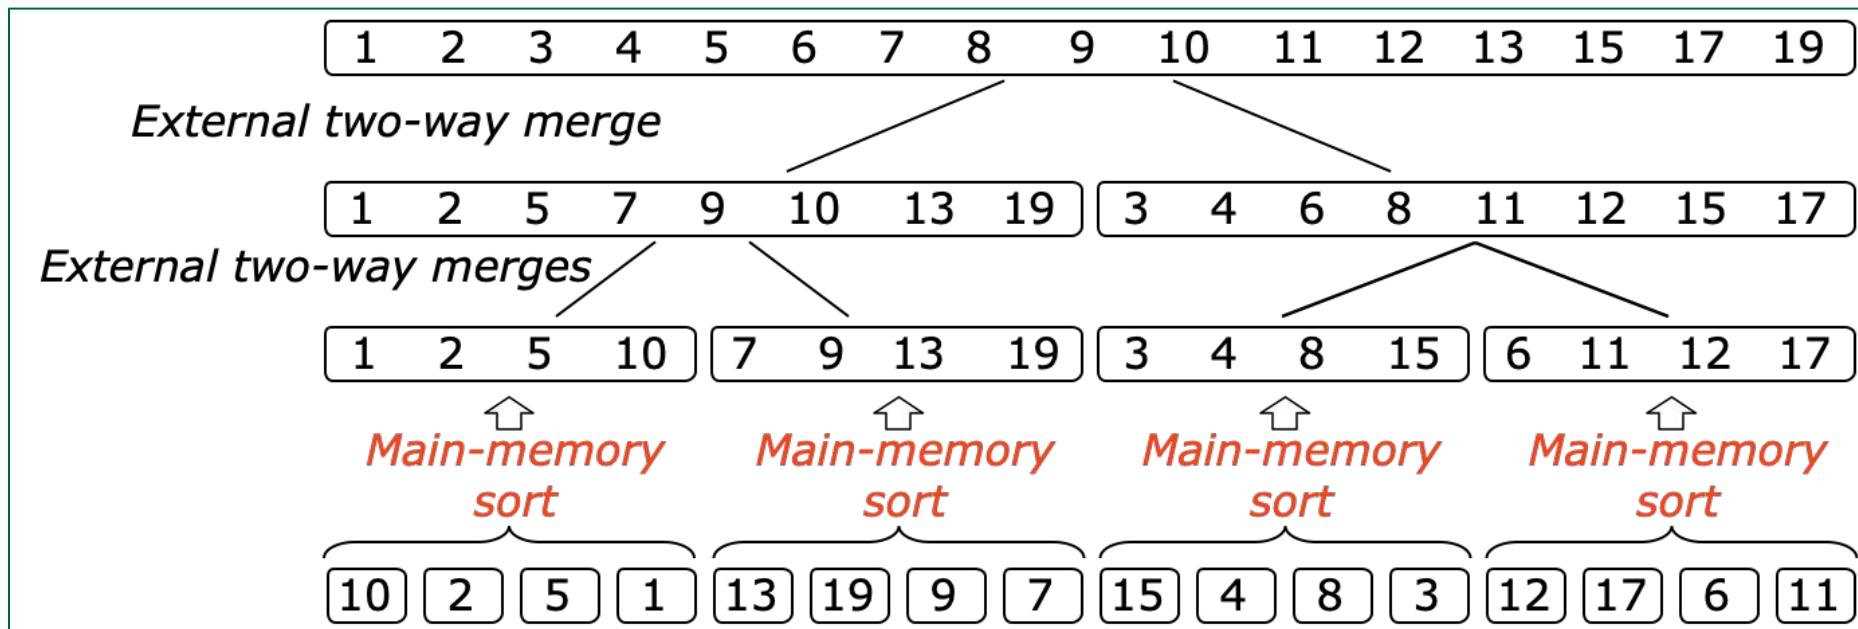 1 2 3 4 5 6 7 8 9 10 11 12 13 15 17 19
External two-way merge
1 2 5 7 9 10 13 19 3 4 6 8 11 12 15 17
External two-way merges
1 2 5 10 7 9 13 19 3 4 8 15 6 11 12 17
Main-memory sort
Main-memory sort
Main-memory sort
Main-memory sort
10 2 5 1 13 19 9 7 15 4 8 3 12 17 6 11